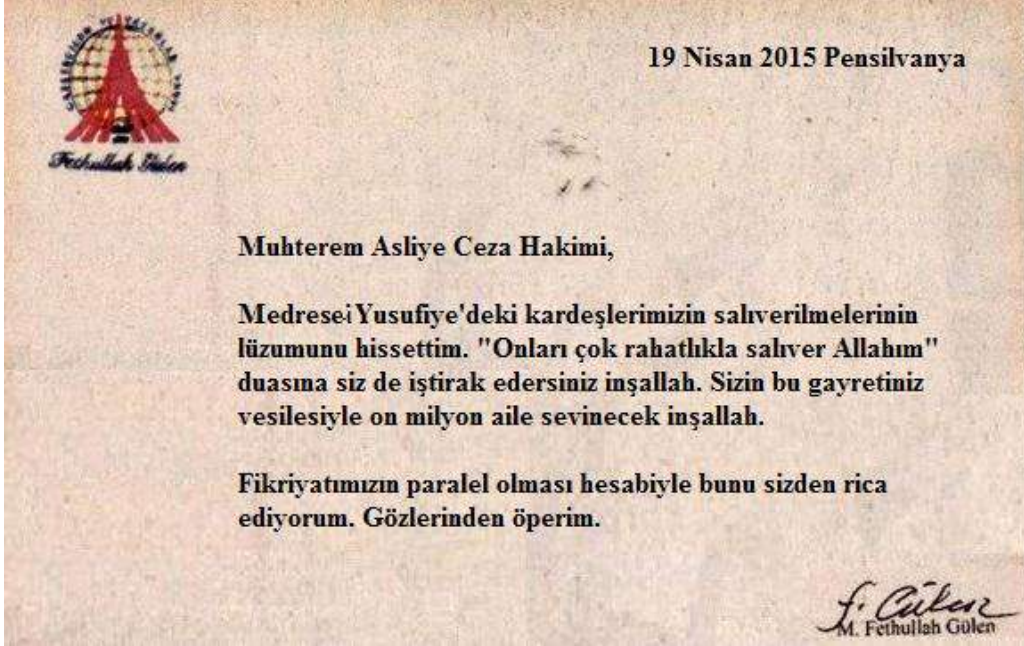 19 Nisan 2015 Pensilvanya
Fethullah Gülen
Muhterem Asliye Ceza Hakimi,
Medrese-i Yusufiye'deki kardeşlerimizin salıverilmelerinin
lüzumunu hissettim. "Onları çok rahatlıkla salıver Allahım"
duasına siz de iştirak edersiniz inşallah. Sizin bu gayretiniz
vesilesiyle on milyon aile sevinecek inşallah.
Fikriyatımızın paralel olması hesabiyle bunu sizden rica
ediyorum. Gözlerinden öperim.
f. Gülen
M. Fethullah Gülen